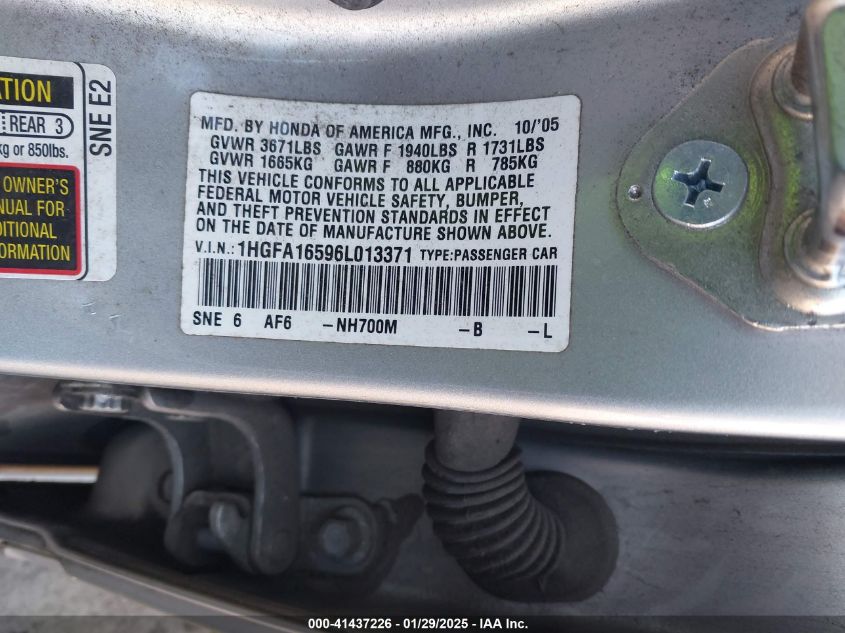 ATION
REAR 3
kg or 850lbs.
OWNER'S
NUAL FOR
DITIONAL
FORMATION
SNE E2
MFD. BY HONDA OF AMERICA MFG., INC. 10/'05
GVWR 3671LBS GAWR F 1940LBS R 1731LBS
GVWR 1665KG GAWR F 880KG R 785KG
THIS VEHICLE CONFORMS TO ALL APPLICABLE
FEDERAL MOTOR VEHICLE SAFETY, BUMPER,
AND THEFT PREVENTION STANDARDS IN EFFECT
ON THE DATE OF MANUFACTURE SHOWN ABOVE.
V.I.N.: 1HGFA16596L013371 TYPE:PASSENGER CAR
SNE 6 AF6 -NH700M -B -L
000-41437226 - 01/29/2025 - IAA Inc.